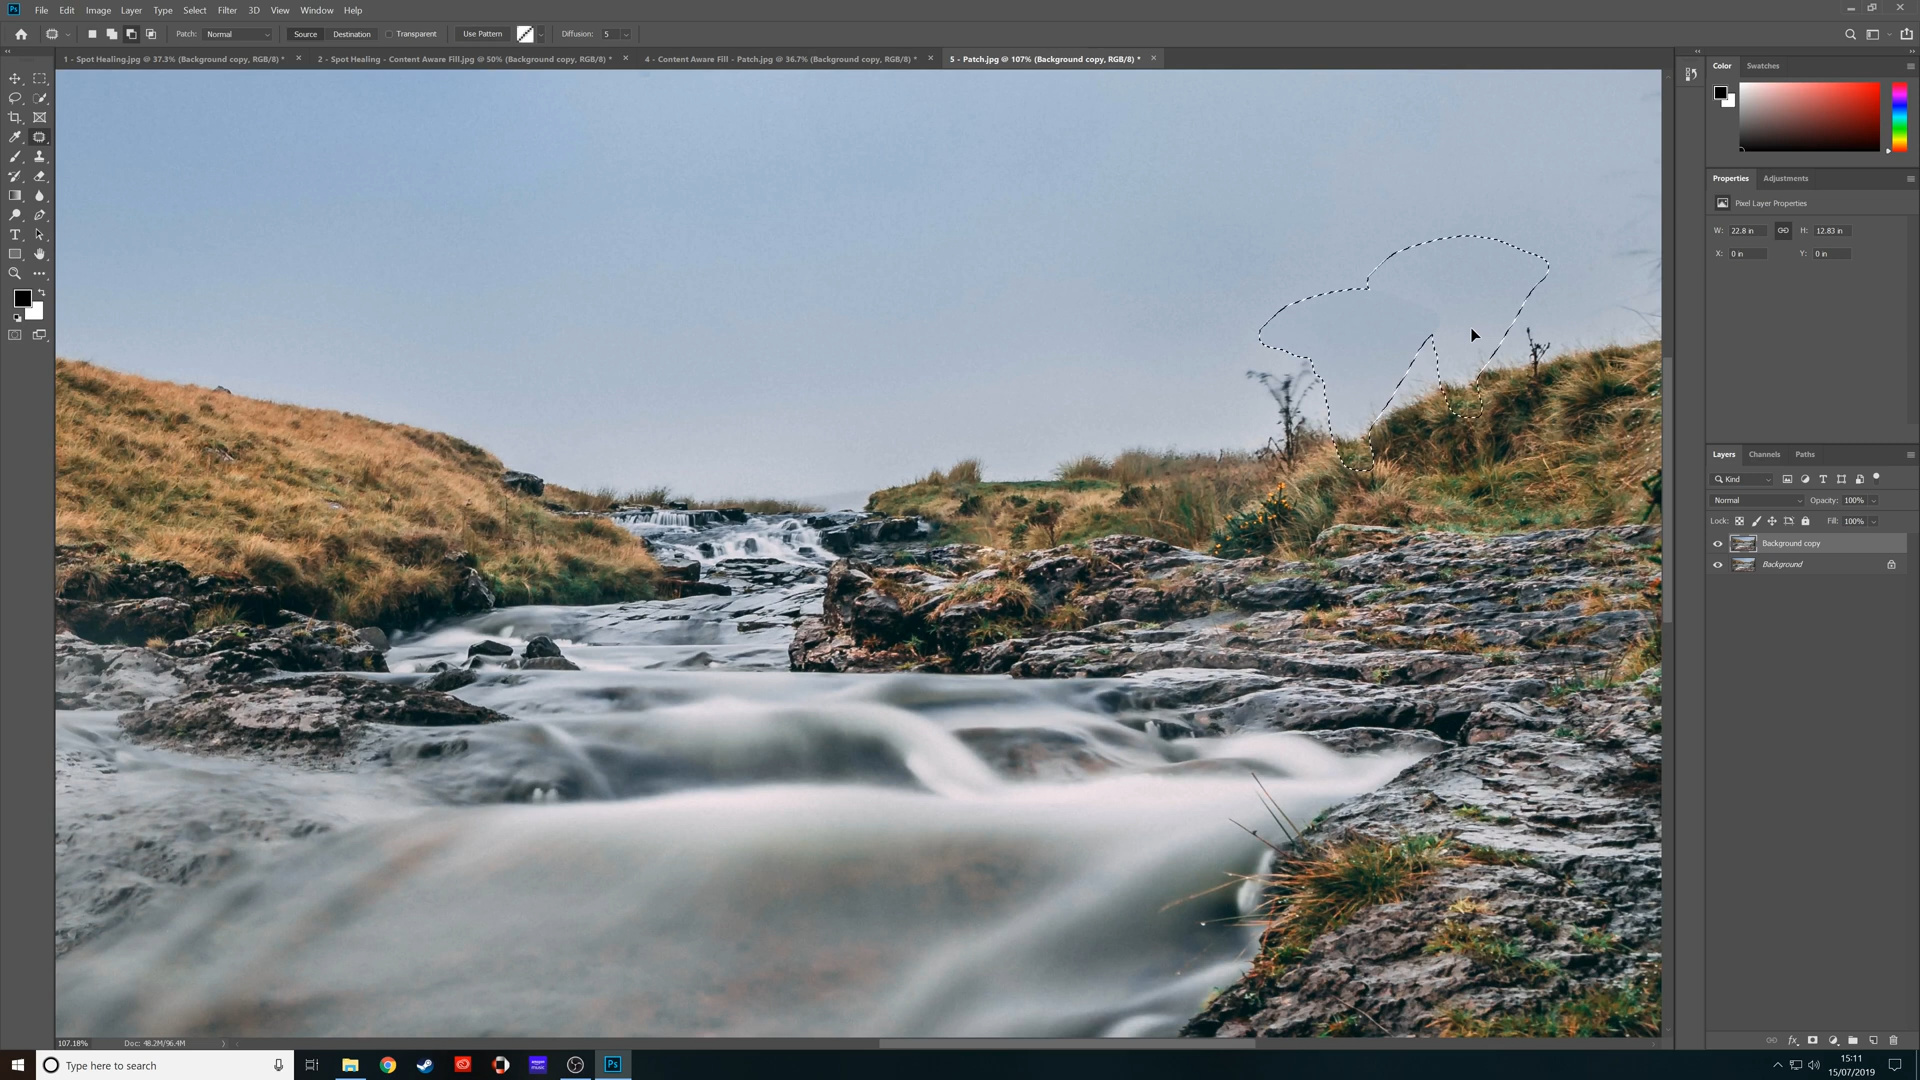 Ps File Edit Image Layer Type Select Filter 3D View Window Help
Patch: Normal Source Destination Transparent Use Pattern Diffusion: 5
1 - Spot Healing.jpg @ 37.3% (Background copy, RGB/8) * 2 - Spot Healing - Content Aware Fill.jpg @ 50% (Background copy, RGB/8) * 4 - Content Aware Fill - Patch.jpg @ 36.7% (Background copy, RGB/8) * 5 - Patch.jpg @ 107% (Background copy, RGB/8) *
Color Swatches
Properties Adjustments
Pixel Layer Properties
W: 22.8 in H: 12.83 in
X: 0 in Y: 0 in
T
Layers Channels Paths
Kind T
Normal Opacity: 100%
Lock: Fill: 100%
Background copy
Background
fx
107.18% Doc: 48.2M/96.4M
Type here to search
amazon music
Ps
15:11
15/07/2019